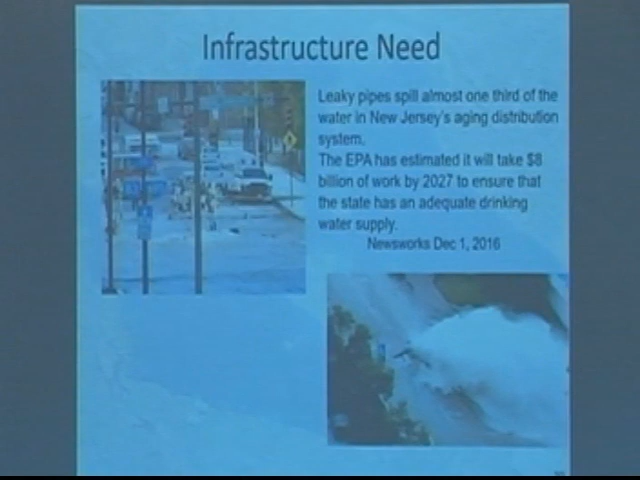 Infrastructure Need
Leaky pipes spill almost one third of the
water in New Jersey's aging distribution
system.
The EPA has estimated it will take $8
billion of work by 2027 to ensure that
the state has an adequate drinking
water supply.
Newsworks Dec 1, 2016